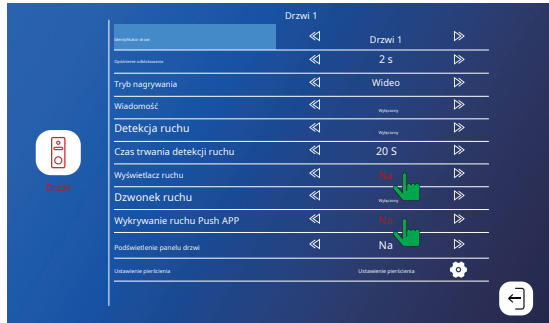 Drzwi 1
Identyfikator drzwi Drzwi 1
Opóźnienie odblokowania 2 s
Tryb nagrywania Wideo
Wiadomość Wyłączony
Detekcja ruchu Wyłączony
Czas trwania detekcji ruchu 20 S
Wyświetlacz ruchu Na
Dzwonek ruchu Wyłączony
Wykrywanie ruchu Push APP Na
Podświetlenie panelu drzwi Na
Ustawienie pierścienia Ustawienie pierścienia
Drzwi